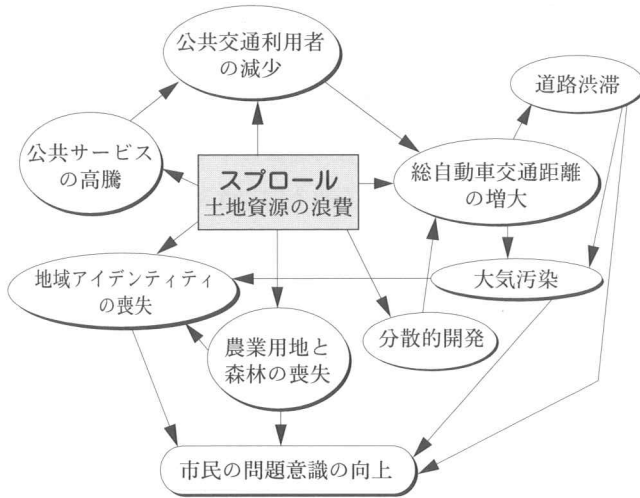 公共交通利用者
の減少
道路渋滞
公共サービス
の高騰
スプロール
土地資源の浪費
総自動車交通距離
の増大
地域アイデンティティ
の喪失
大気汚染
農業用地と
森林の喪失
分散的開発
市民の問題意識の向上